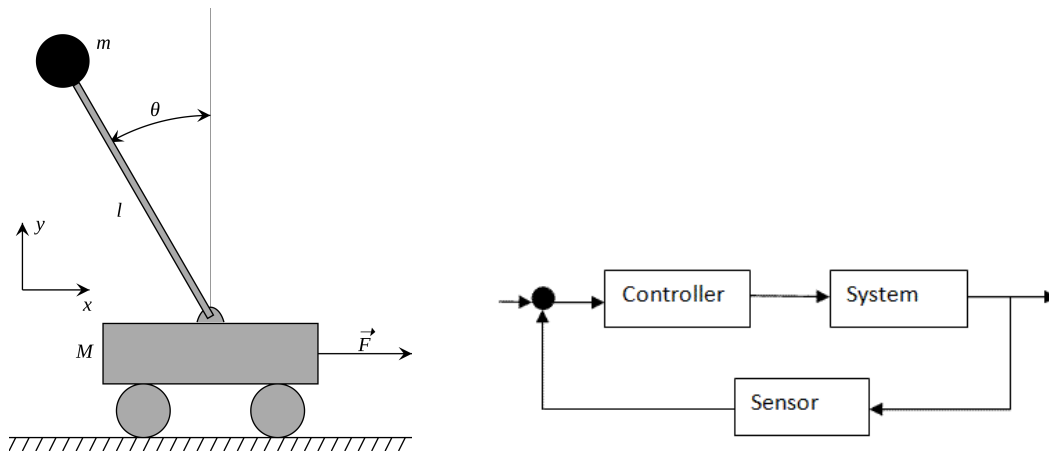 m
θ
l
y
x
M
F
Controller
System
Sensor